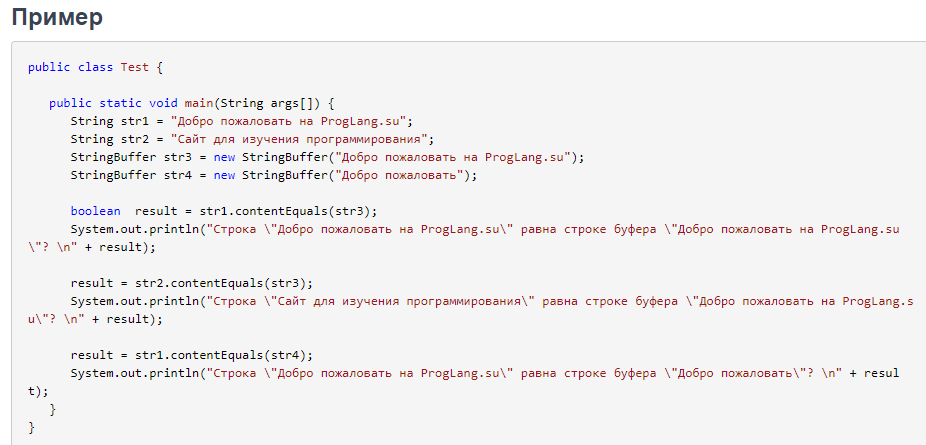 Пример
public class Test {
public static void main(String args[]) {
String str1 = "Добро пожаловать на ProgLang.su";
String str2 = "Сайт для изучения программирования";
StringBuffer str3 = new StringBuffer("Добро пожаловать на ProgLang.su");
StringBuffer str4 = new StringBuffer("Добро пожаловать");
boolean  result = str1.contentEquals(str3);
System.out.println("Строка \"Добро пожаловать на ProgLang.su\" равна строке буфера \"Добро пожаловать на ProgLang.su
\"? \n" + result);
result = str2.contentEquals(str3);
System.out.println("Строка \"Сайт для изучения программирования\" равна строке буфера \"Добро пожаловать на ProgLang.s
u\"? \n" + result);
result = str1.contentEquals(str4);
System.out.println("Строка \"Добро пожаловать на ProgLang.su\" равна строке буфера \"Добро пожаловать\"? \n" + resul
t);
}
}